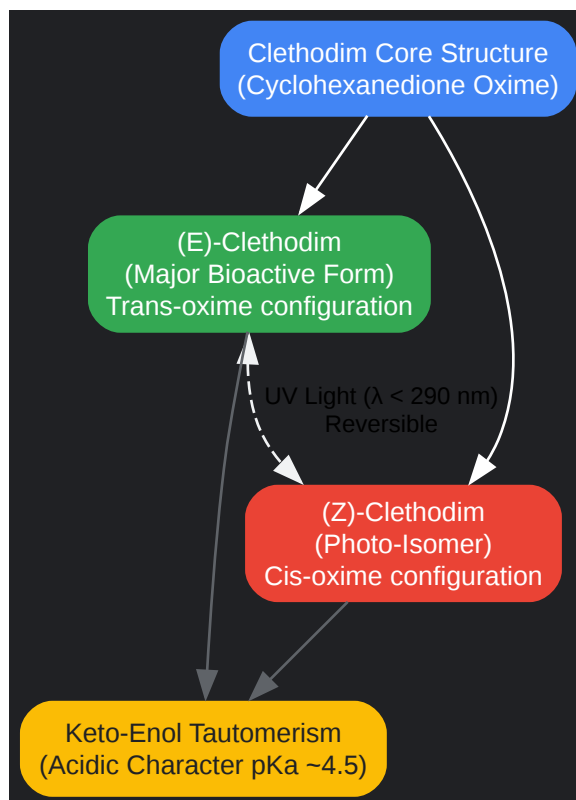 Clethodim Core Structure
(Cyclohexanedione Oxime)
(E)-Clethodim
(Major Bioactive Form)
Trans-oxime configuration
UV Light (λ < 290 nm)
Reversible
(Z)-Clethodim
(Photo-Isomer)
Cis-oxime configuration
Keto-Enol Tautomerism
(Acidic Character pKa ~4.5)